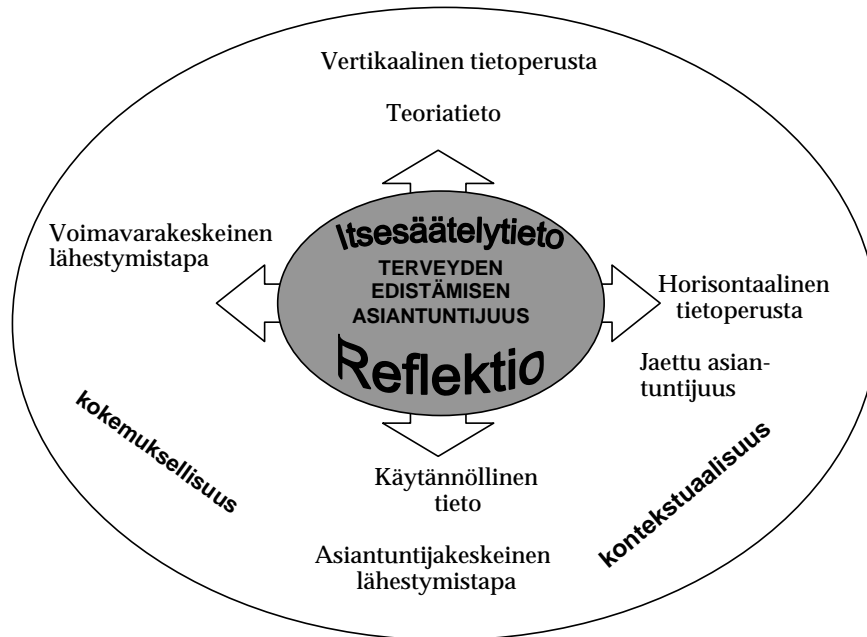 Vertikaalinen tietoperusta
Teoriatieto
Voimavarakeskeinen
lähestymistapa
Itsesäätelytieto
TERVEYDEN
EDISTÄMISEN
ASIANTUNTIJUUS
Reflektio
Horisontaalinen
tietoperusta
Jaettu asian-
tuntijuus
kokemuksellisuus
Käytännöllinen
tieto
kontekstuaalisuus
Asiantuntijakeskeinen
lähestymistapa